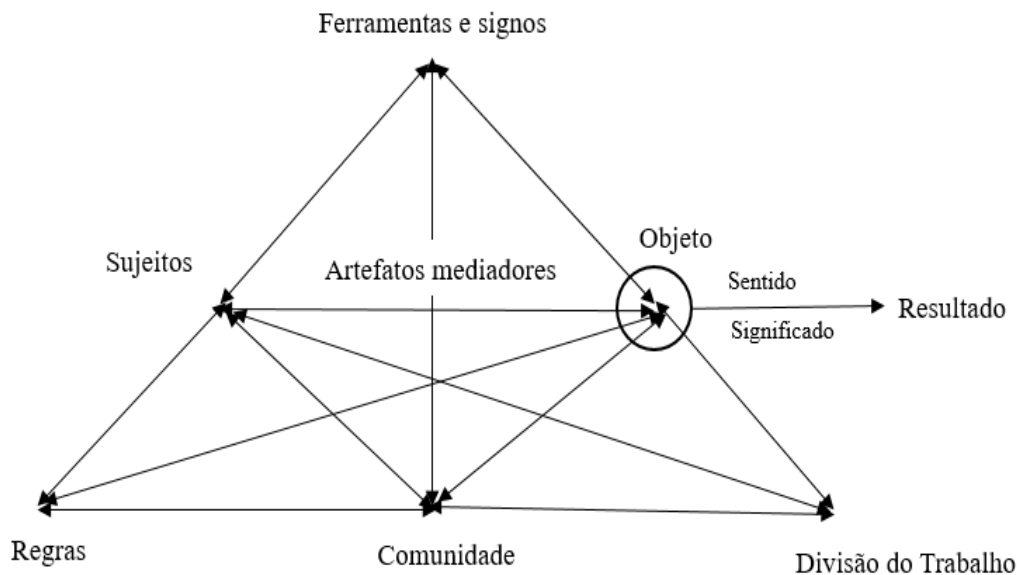 Ferramentas e signos
Objeto
Sujeitos
Artefatos mediadores
Sentido
Resultado
Significado
Regras
Comunidade
Divisão do Trabalho